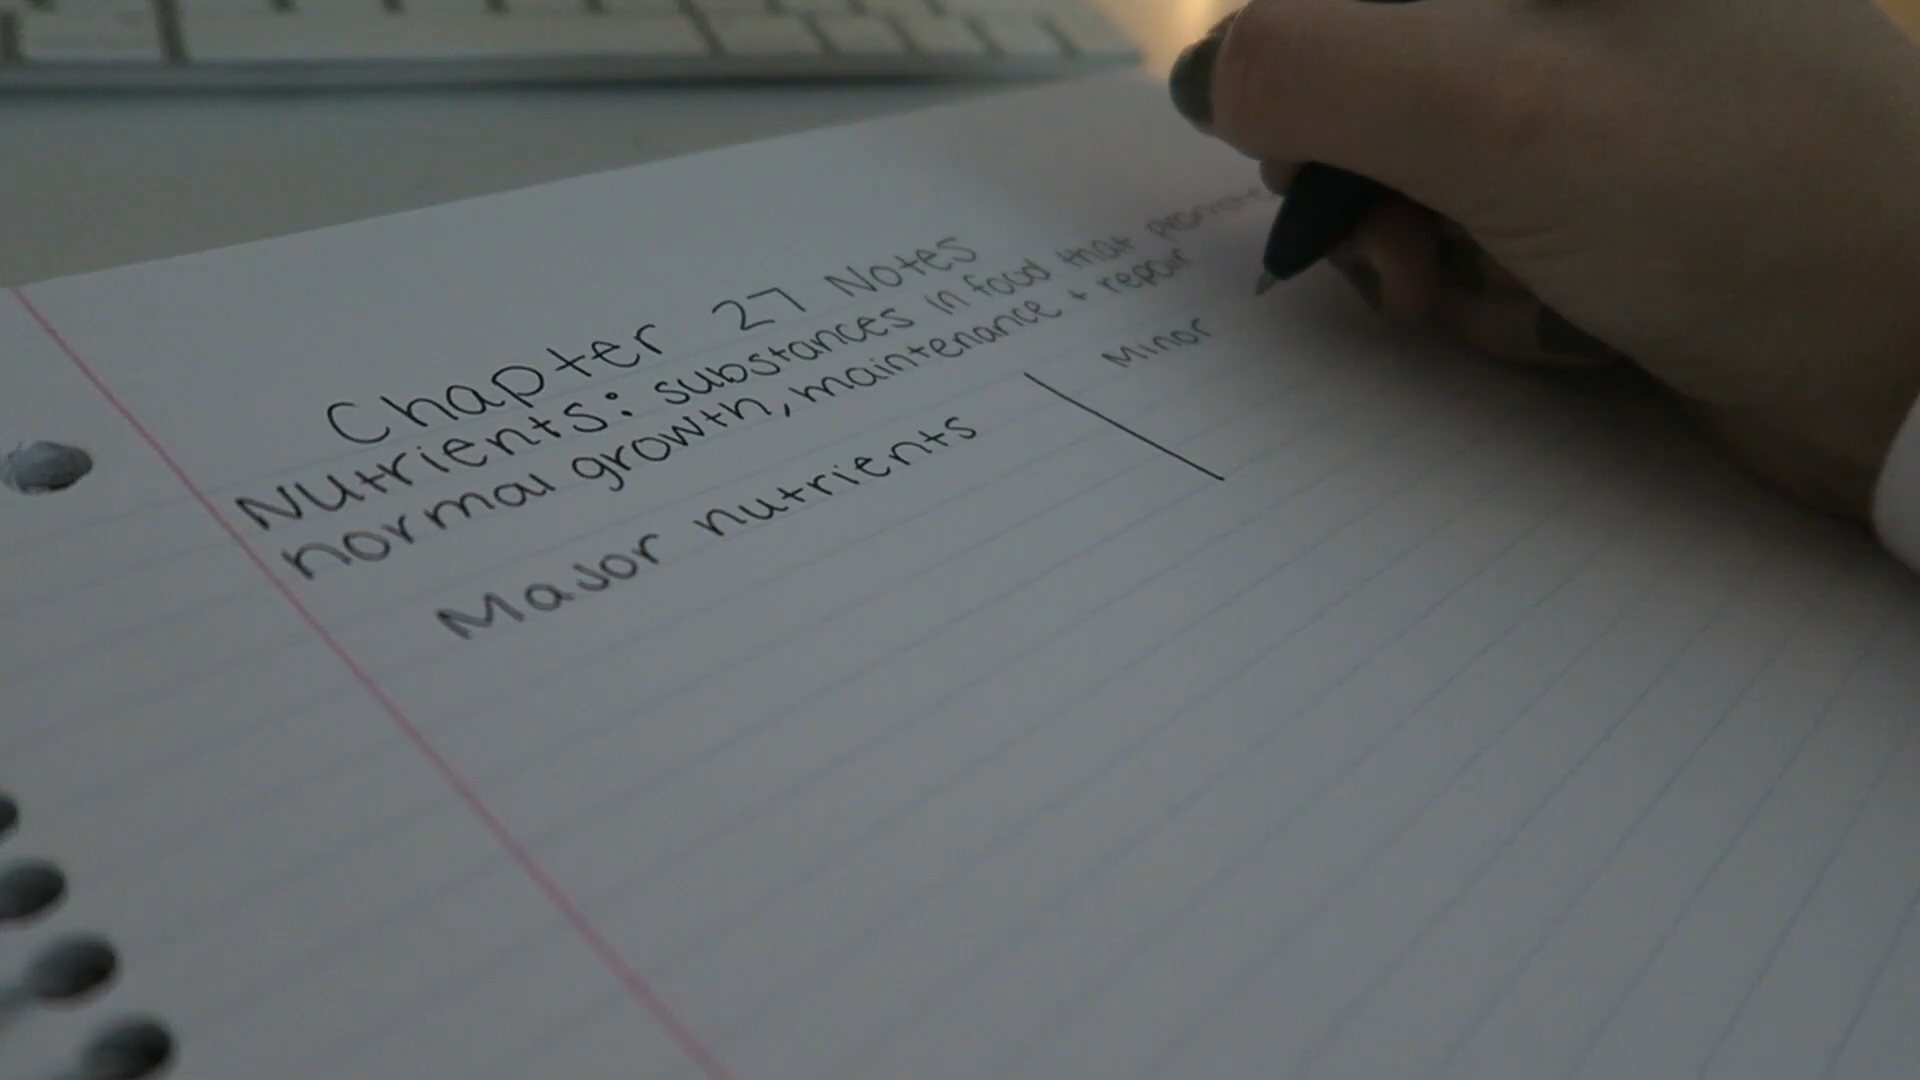 Chapter 27 Notes
Nutrients: substances in food that promote
normal growth, maintenance + repair
Major nutrients | Minor